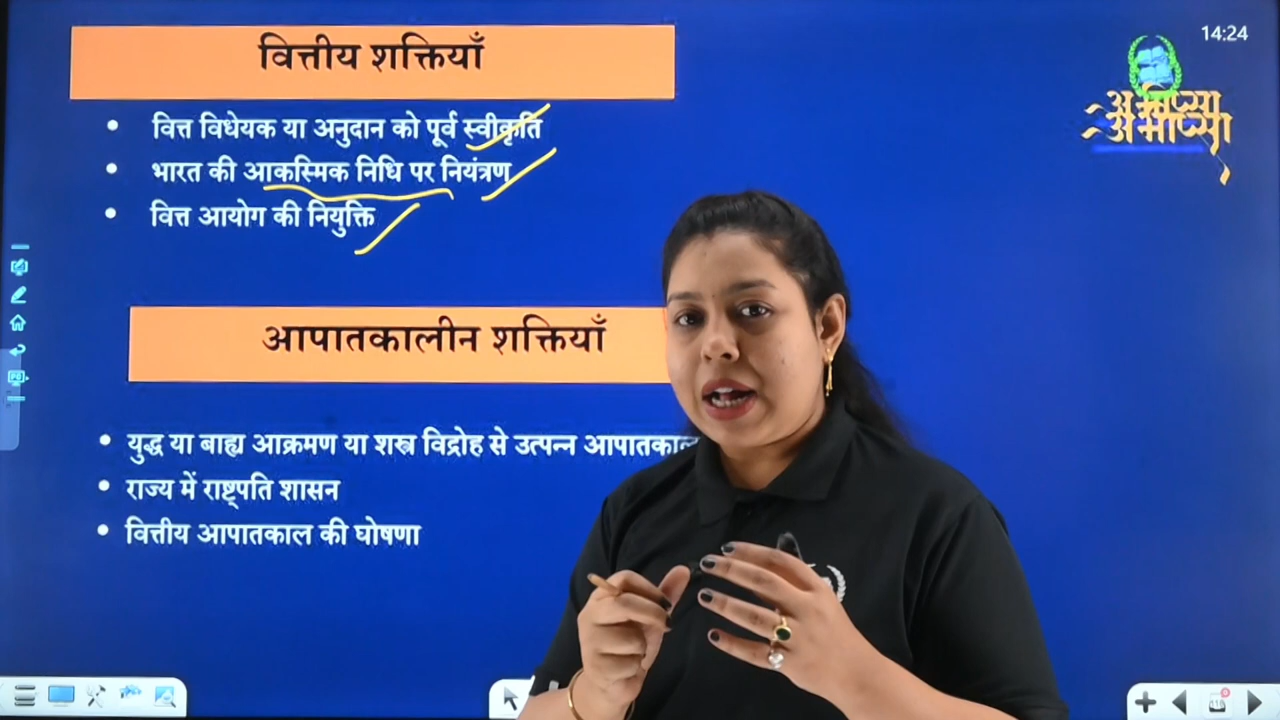 वित्तीय शक्तियाँ
14:24
• वित्त विधेयक या अनुदान को पूर्व स्वीकृति
• भारत की आकस्मिक निधि पर नियंत्रण
• वित्त आयोग की नियुक्ति
आपातकालीन शक्तियाँ
• युद्ध या बाह्य आक्रमण या शस्त्र विद्रोह से उत्पन्न आपातकाल
• राज्य में राष्ट्रपति शासन
• वित्तीय आपातकाल की घोषणा